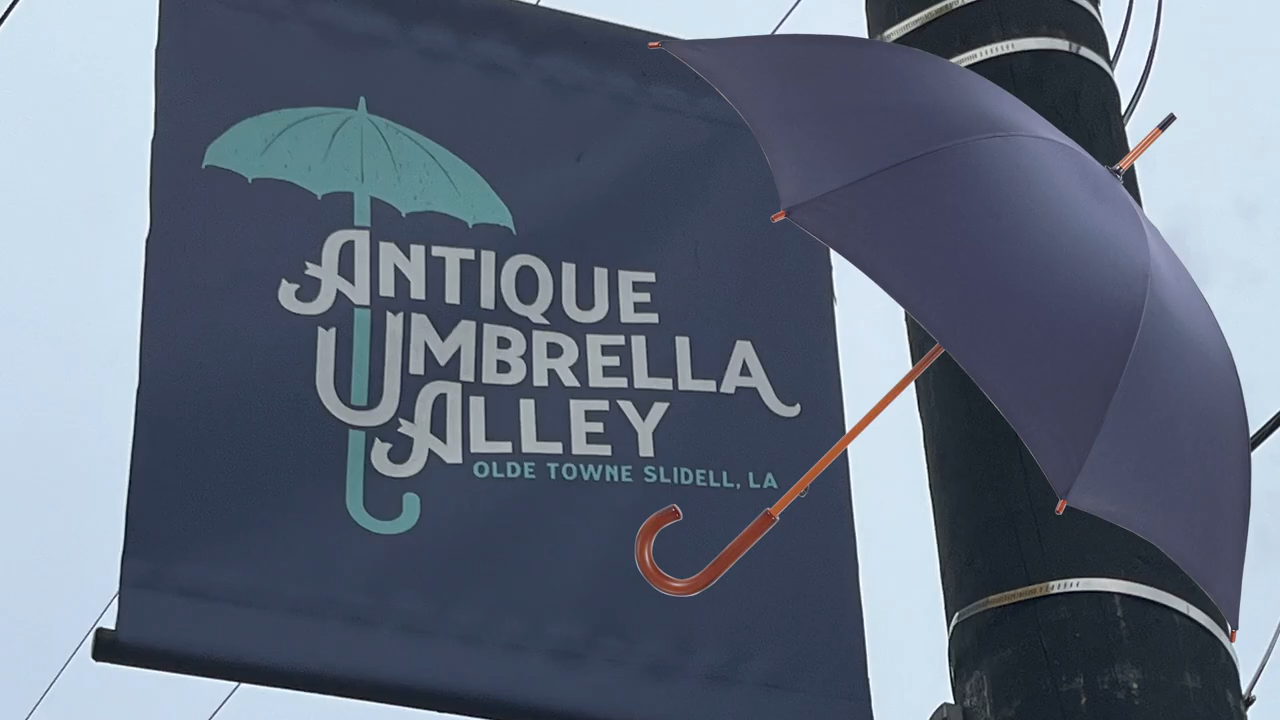 ANTIQUE
UMBRELLA
ALLEY
OLDE TOWNE SLIDELL, LA